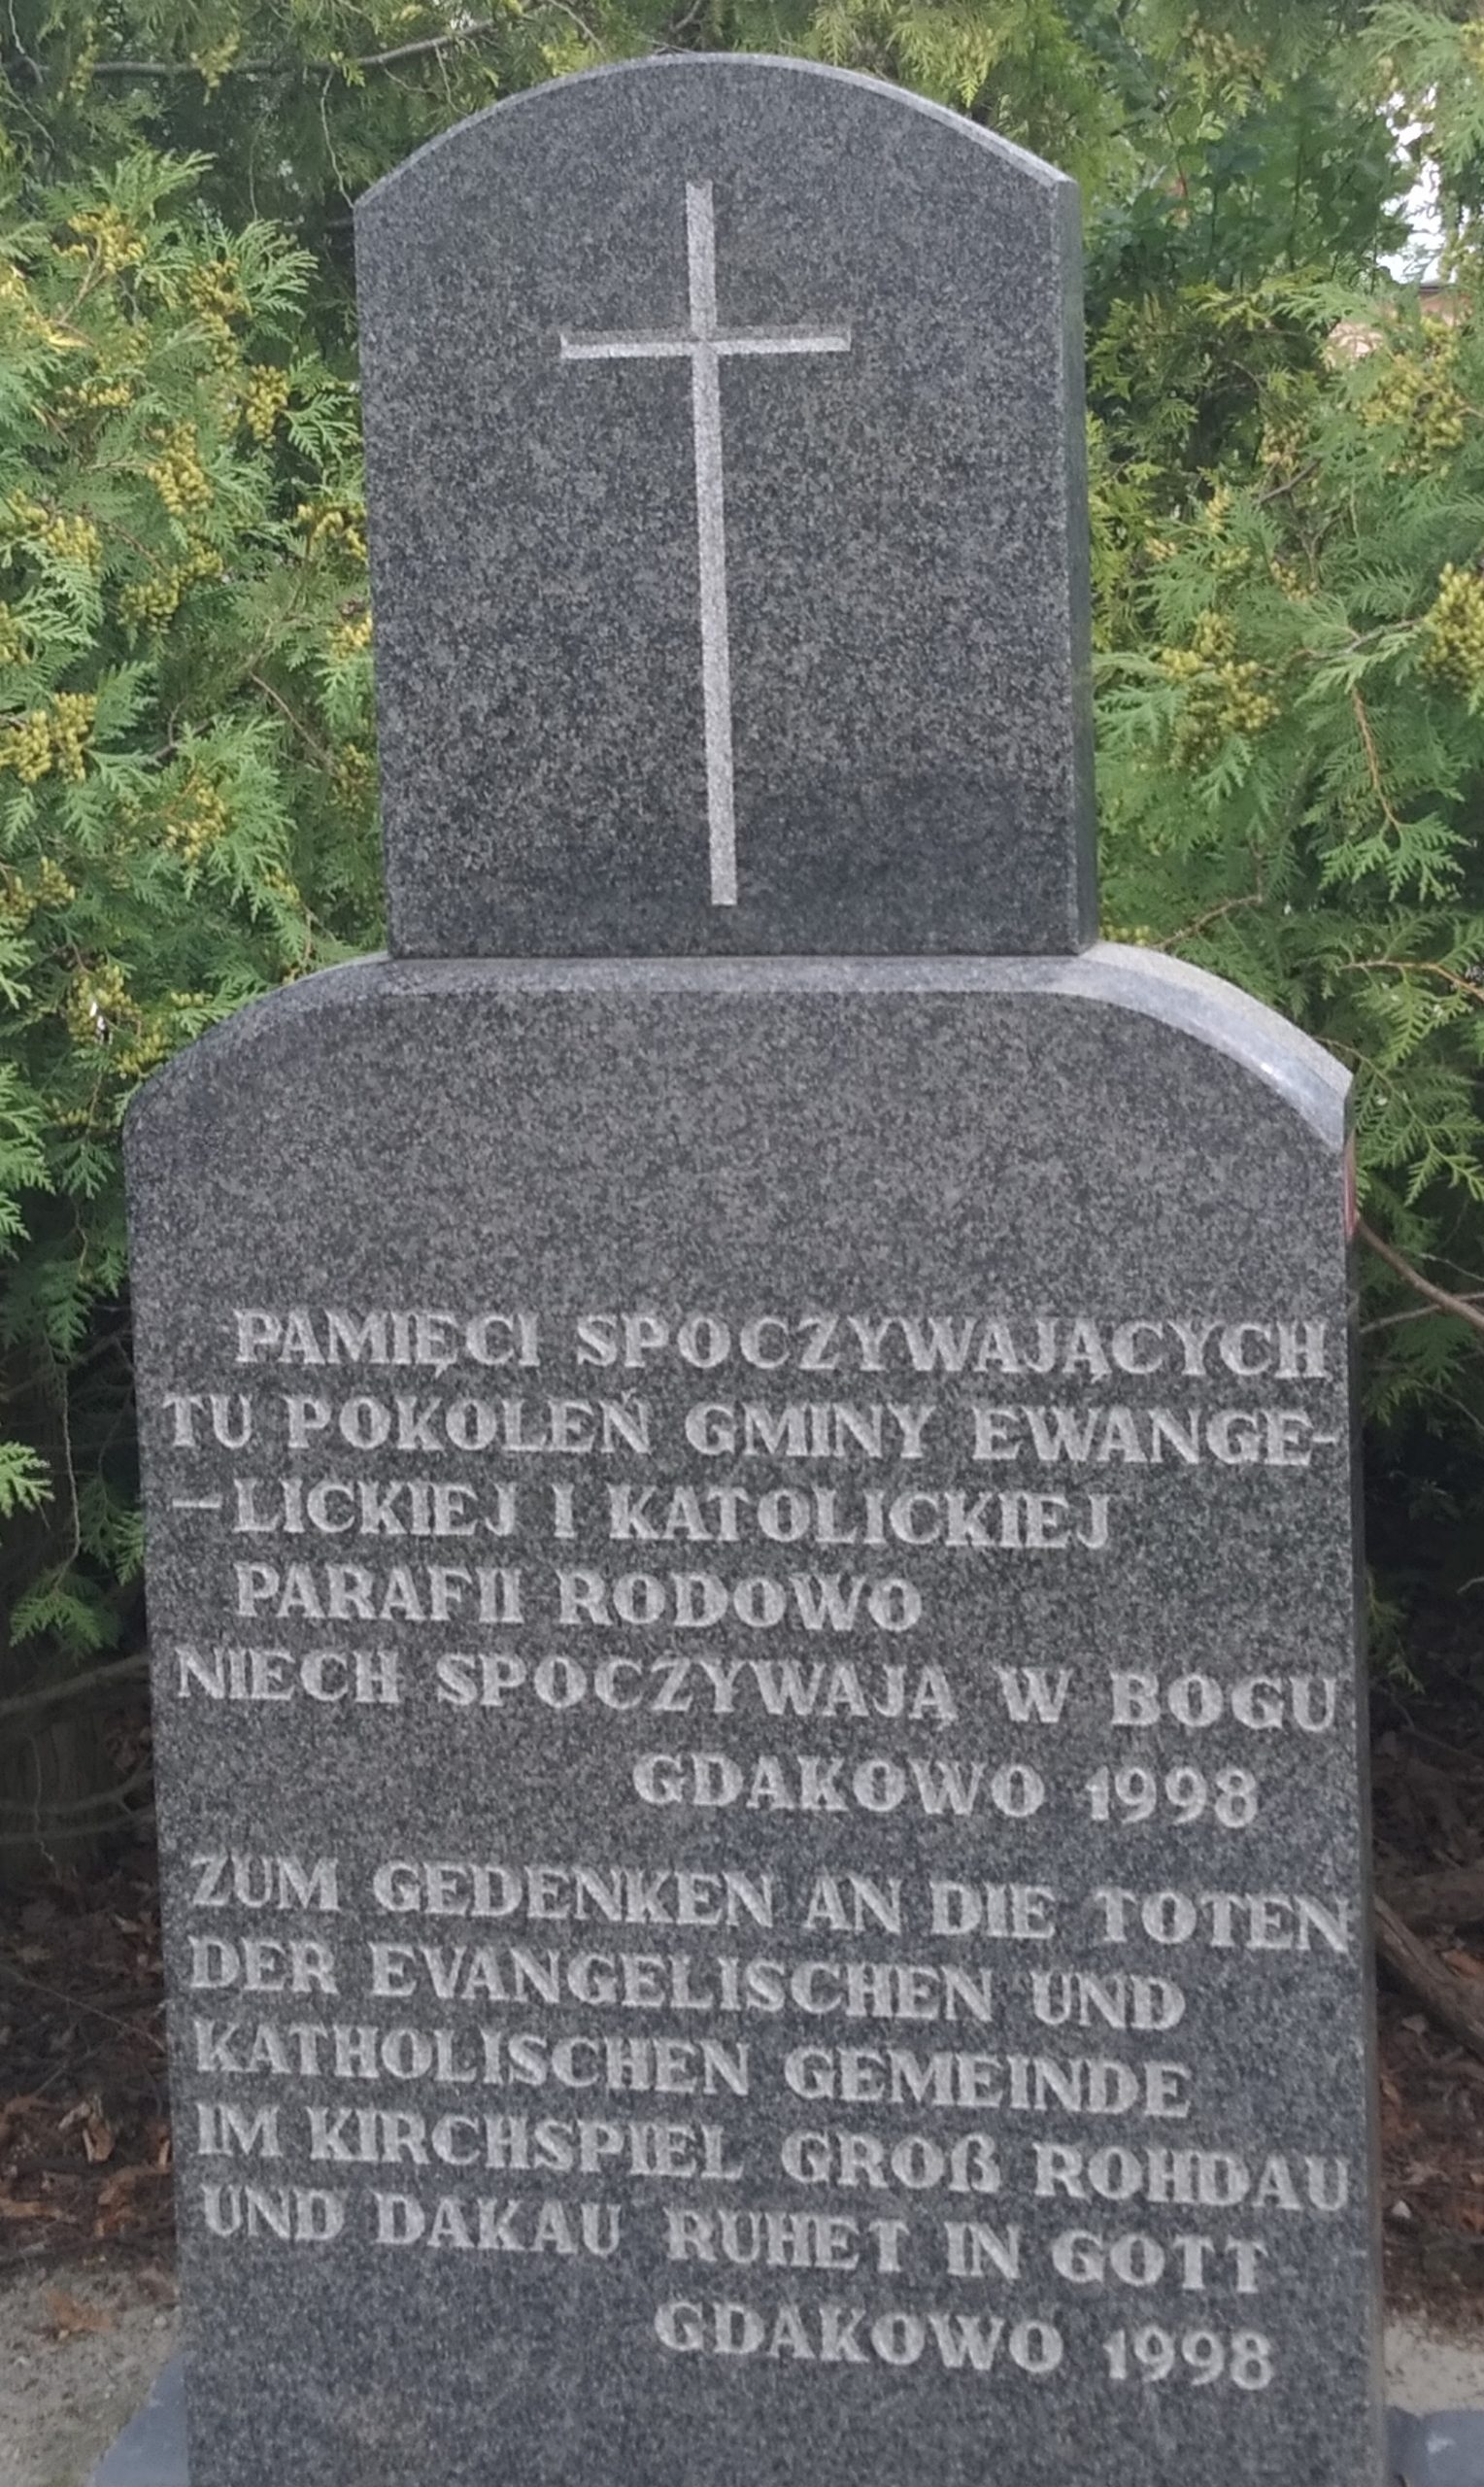 PAMIĘCI SPOCZYWAJĄCYCH
TU POKOLEŃ GMINY EWANGE-
-LICKIEJ I KATOLICKIEJ
PARAFII RODOWO
NIECH SPOCZYWAJĄ W BOGU
GDAKOWO 1998
ZUM GEDENKEN AN DIE TOTEN
DER EVANGELISCHEN UND
KATHOLISCHEN GEMEINDE
IM KIRCHSPIEL GROß ROHDAU
UND DAKAU RUHET IN GOTT
GDAKOWO 1998